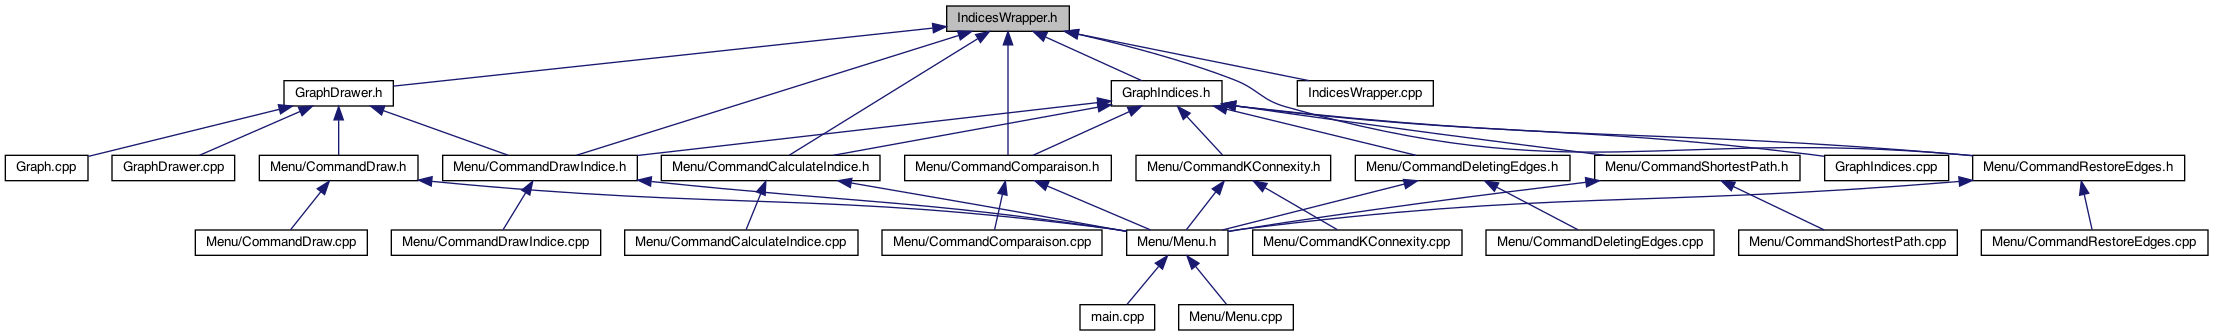 IndicesWrapper.h
GraphDrawer.h
GraphIndices.h
IndicesWrapper.cpp
Graph.cpp
GraphDrawer.cpp
Menu/CommandDraw.h
Menu/CommandDrawIndice.h
Menu/CommandCalculateIndice.h
Menu/CommandComparaison.h
Menu/CommandKConnexity.h
Menu/CommandDeletingEdges.h
Menu/CommandShortestPath.h
GraphIndices.cpp
Menu/CommandRestoreEdges.h
Menu/CommandDraw.cpp
Menu/CommandDrawIndice.cpp
Menu/CommandCalculateIndice.cpp
Menu/CommandComparaison.cpp
Menu/Menu.h
Menu/CommandKConnexity.cpp
Menu/CommandDeletingEdges.cpp
Menu/CommandShortestPath.cpp
Menu/CommandRestoreEdges.cpp
main.cpp
Menu/Menu.cpp